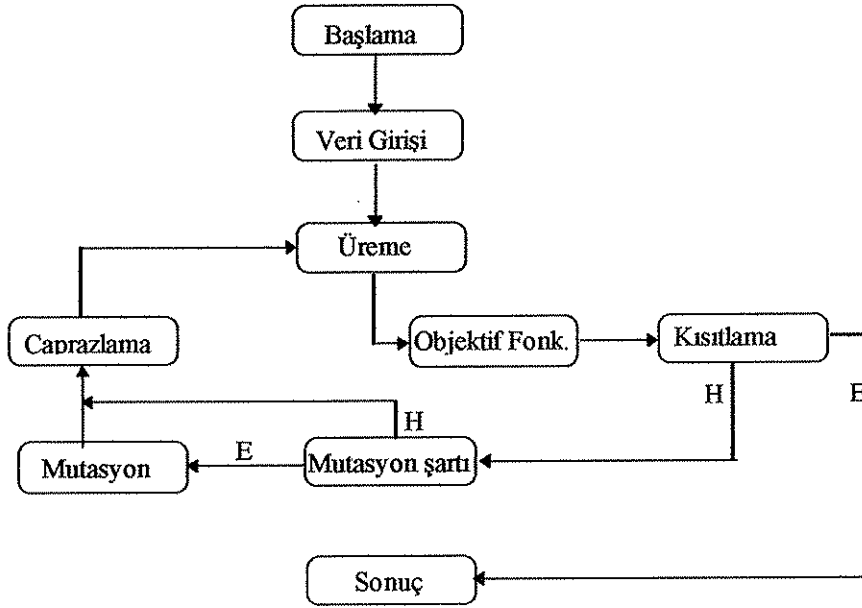 Başlama
Veri Girişi
Üreme
Objektif Fonk.
Kısıtlama
Caprazlama
H
E
H
Mutasyon
E
Mutasyon şartı
Sonuç